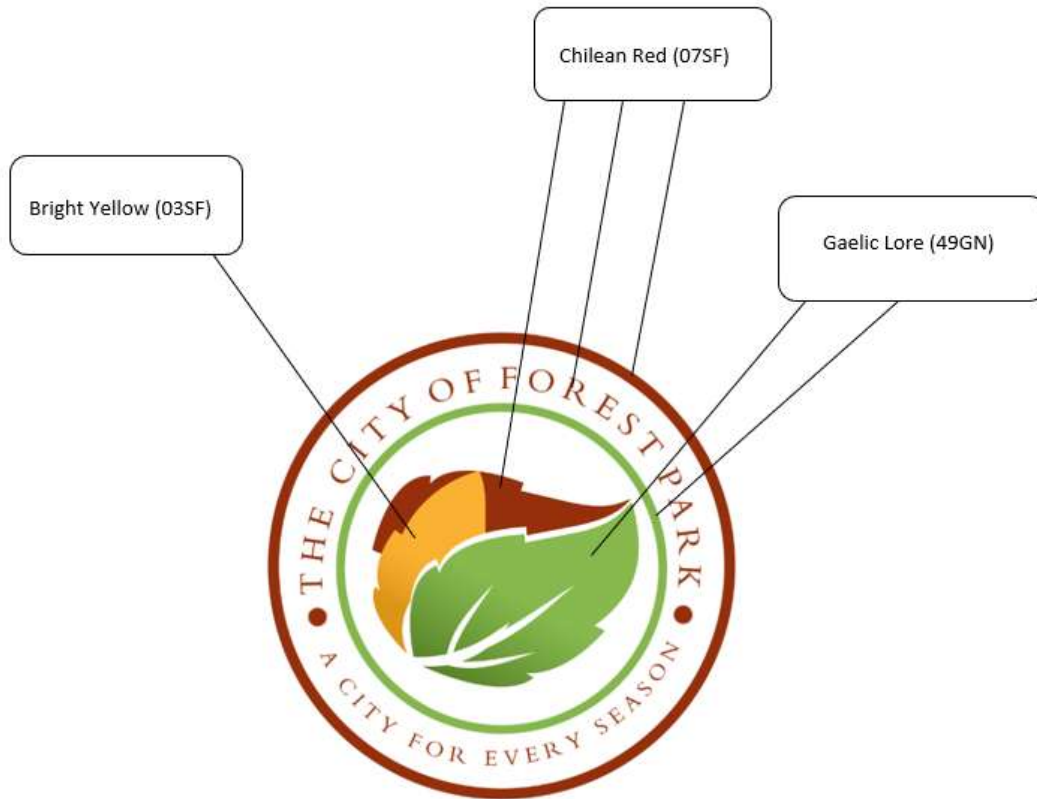 Chilean Red (07SF)
Bright Yellow (03SF)
Gaelic Lore (49GN)
THE CITY OF FOREST PARK
A CITY FOR EVERY SEASON